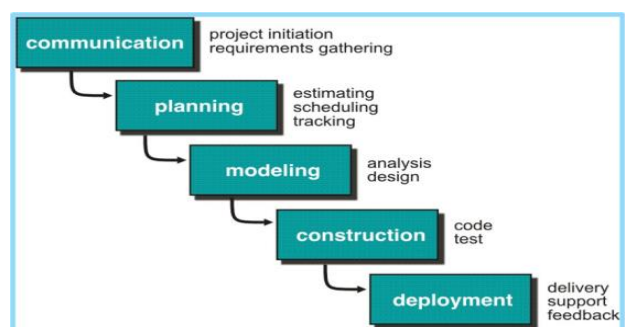 communication
project initiation
requirements gathering
planning
estimating
scheduling
tracking
modeling
analysis
design
construction
code
test
deployment
delivery
support
feedback